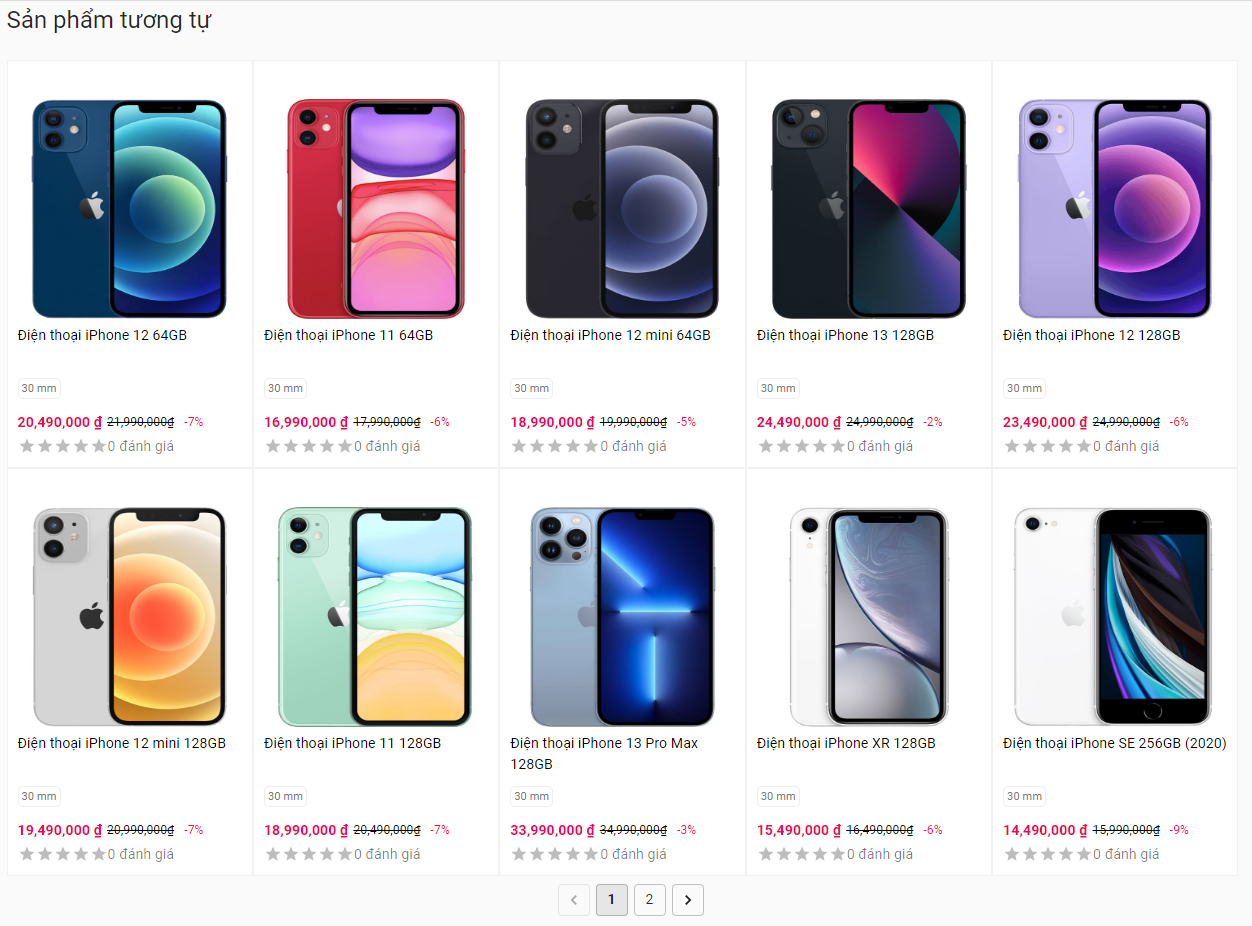 Sản phẩm tương tự
Điện thoại iPhone 12 64GB
30 mm
20,490,000 ₫ 21,990,000₫ -7%
0 đánh giá
Điện thoại iPhone 11 64GB
30 mm
16,990,000 ₫ 17,990,000₫ -6%
0 đánh giá
Điện thoại iPhone 12 mini 64GB
30 mm
18,990,000 ₫ 19,990,000₫ -5%
0 đánh giá
Điện thoại iPhone 13 128GB
30 mm
24,490,000 ₫ 24,990,000₫ -2%
0 đánh giá
Điện thoại iPhone 12 128GB
30 mm
23,490,000 ₫ 24,990,000₫ -6%
0 đánh giá
Điện thoại iPhone 12 mini 128GB
30 mm
19,490,000 ₫ 20,990,000₫ -7%
0 đánh giá
Điện thoại iPhone 11 128GB
30 mm
18,990,000 ₫ 20,490,000₫ -7%
0 đánh giá
Điện thoại iPhone 13 Pro Max
128GB
30 mm
33,990,000 ₫ 34,990,000₫ -3%
0 đánh giá
Điện thoại iPhone XR 128GB
30 mm
15,490,000 ₫ 16,490,000₫ -6%
0 đánh giá
Điện thoại iPhone SE 256GB (2020)
30 mm
14,490,000 ₫ 15,990,000₫ -9%
0 đánh giá
1 2